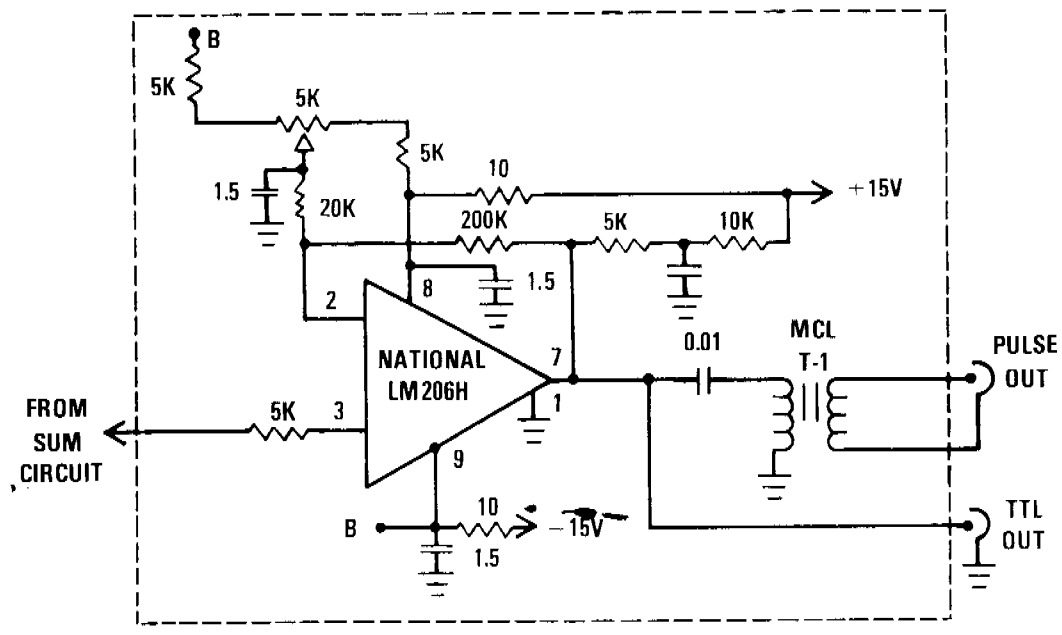 B
5K
5K
5K
10
+15V
1.5
20K
200K
5K
10K
1.5
8
2
NATIONAL
LM206H
7
1
0.01
MCL
T-1
PULSE
OUT
FROM
SUM
CIRCUIT
5K
3
9
B
10
-15V
1.5
TTL
OUT